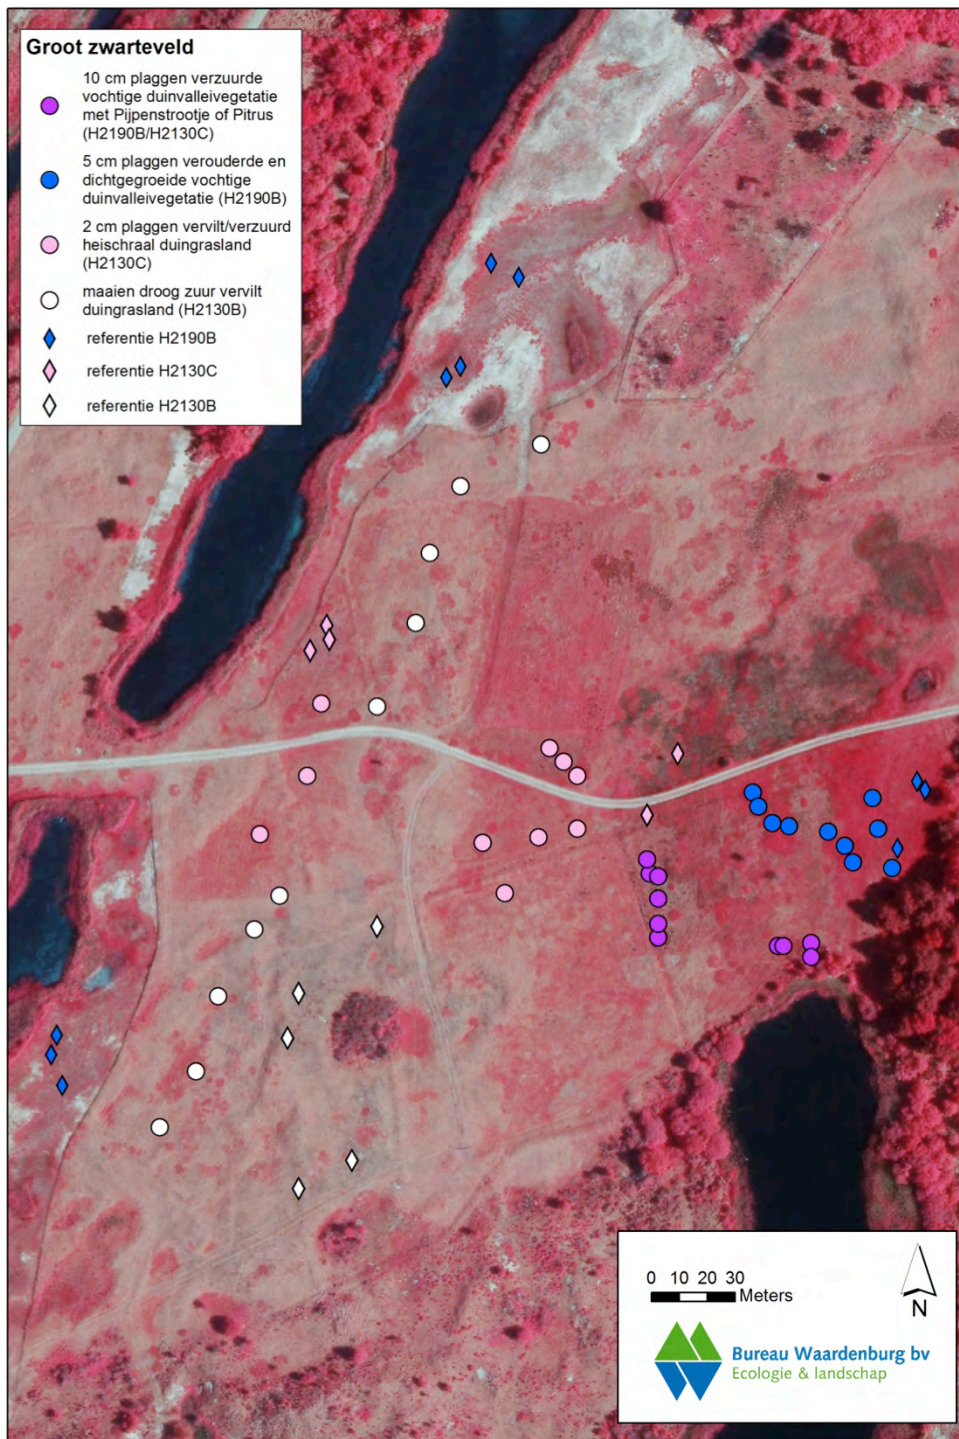 Groot zwarteveld
10 cm plaggen verzuurde
vochtige duinvalleivegetatie
met Pijpenstrootje of Pitrus
(H2190B/H2130C)
5 cm plaggen verouderde en
dichtgegroeide vochtige
duinvalleivegetatie (H2190B)
2 cm plaggen vervilt/verzuurd
heischraal duingrasland
(H2130C)
maaien droog zuur vervilt
duingrasland (H2130B)
referentie H2190B
referentie H2130C
referentie H2130B
0 10 20 30
Meters
N
Bureau Waardenburg bv
Ecologie & landschap